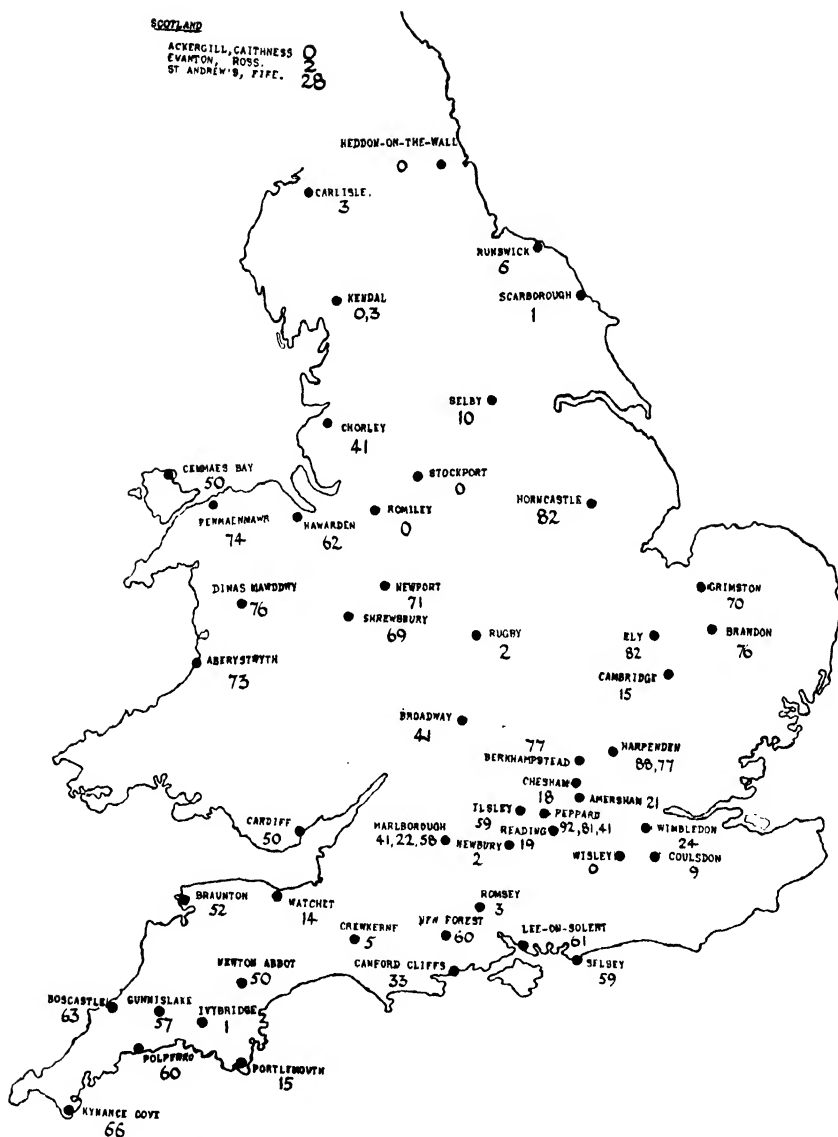 SCOTLAND
ACKERGILL, CAITHNESS 0
EVANTON, ROSS. 2
ST ANDREW'S, FIFE. 28
HEDDON-ON-THE-WALL
0
CARLISLE.
3
RUNSWICK
6
KENDAL
0,3
SCARBOROUGH
1
SELBY
10
CHORLEY
41
CEMMAES BAY
50
STOCKPORT
0
PENMAENMAWR
74
HAWARDEN
62
ROMILEY
0
HORNCASTLE
82
DINAS MAWDDWY
76
NEWPORT
71
GRIMSTON
70
SHREWSBURY
69
RUGBY
2
ELY
82
BRANDON
76
ABERYSTWYTH
73
CAMBRIDGE
15
BROADWAY
41
77
BERKHAMPSTEAD
HARPENDEN
88,77
CHESHAM
18
AMERSHAM 21
ILSLEY
59
PEPPARD
92,81,41
CARDIFF
50
MARLBOROUGH
41,22,58
READING
19
WIMBLEDON
24
NEWBURY
2
WISLEY
0
COULSDON
9
BRAUNTON
52
WATCHET
14
ROMSEY
3
CREWKERNE
5
NEW FOREST
60
LEE-ON-SOLENT
61
NEWTON ABBOT
50
CANFORD CLIFFS
33
SELSEY
59
BOSCASTLE
63
GUNNISLAKE
57
IVYBRIDGE
1
POLPERRO
60
PORTLEMOUTH
15
KYNANCE COVE
66